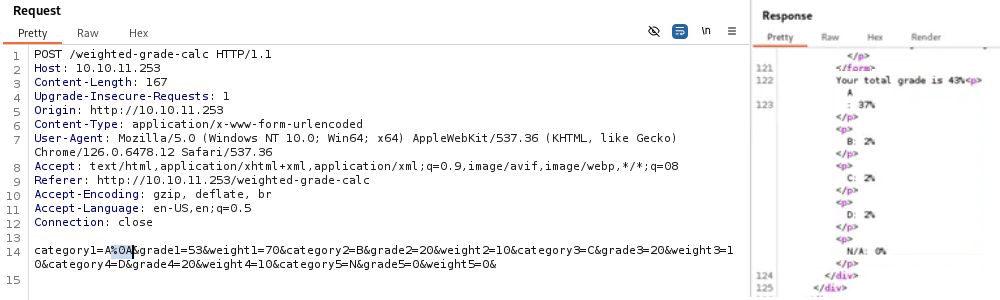 Request
Pretty Raw Hex
\n
1 POST /weighted-grade-calc HTTP/1.1
2 Host: 10.10.11.253
3 Content-Length: 167
4 Upgrade-Insecure-Requests: 1
5 Origin: http://10.10.11.253
6 Content-Type: application/x-www-form-urlencoded
7 User-Agent: Mozilla/5.0 (Windows NT 10.0; Win64; x64) AppleWebKit/537.36 (KHTML, like Gecko)
Chrome/126.0.6478.12 Safari/537.36
8 Accept: text/html,application/xhtml+xml,application/xml;q=0.9,image/avif,image/webp,*/*;q=08
9 Referer: http://10.10.11.253/weighted-grade-calc
10 Accept-Encoding: gzip, deflate, br
11 Accept-Language: en-US,en;q=0.5
12 Connection: close
13
14 category1=A%0A&grade1=53&weight1=70&category2=B&grade2=20&weight2=10&category3=C&grade3=20&weight3=1
0&category4=D&grade4=20&weight4=10&category5=N&grade5=0&weight5=0&
15
Response
Pretty Raw Hex Render
</p>
121 </form>
122 Your total grade is 43%<p>
A
123 : 37%
</p>
<p>
B: 2%
</p>
<p>
C: 2%
</p>
<p>
D: 2%
</p>
<p>
N/A: 0%
</p>
124 </div>
125 </div>